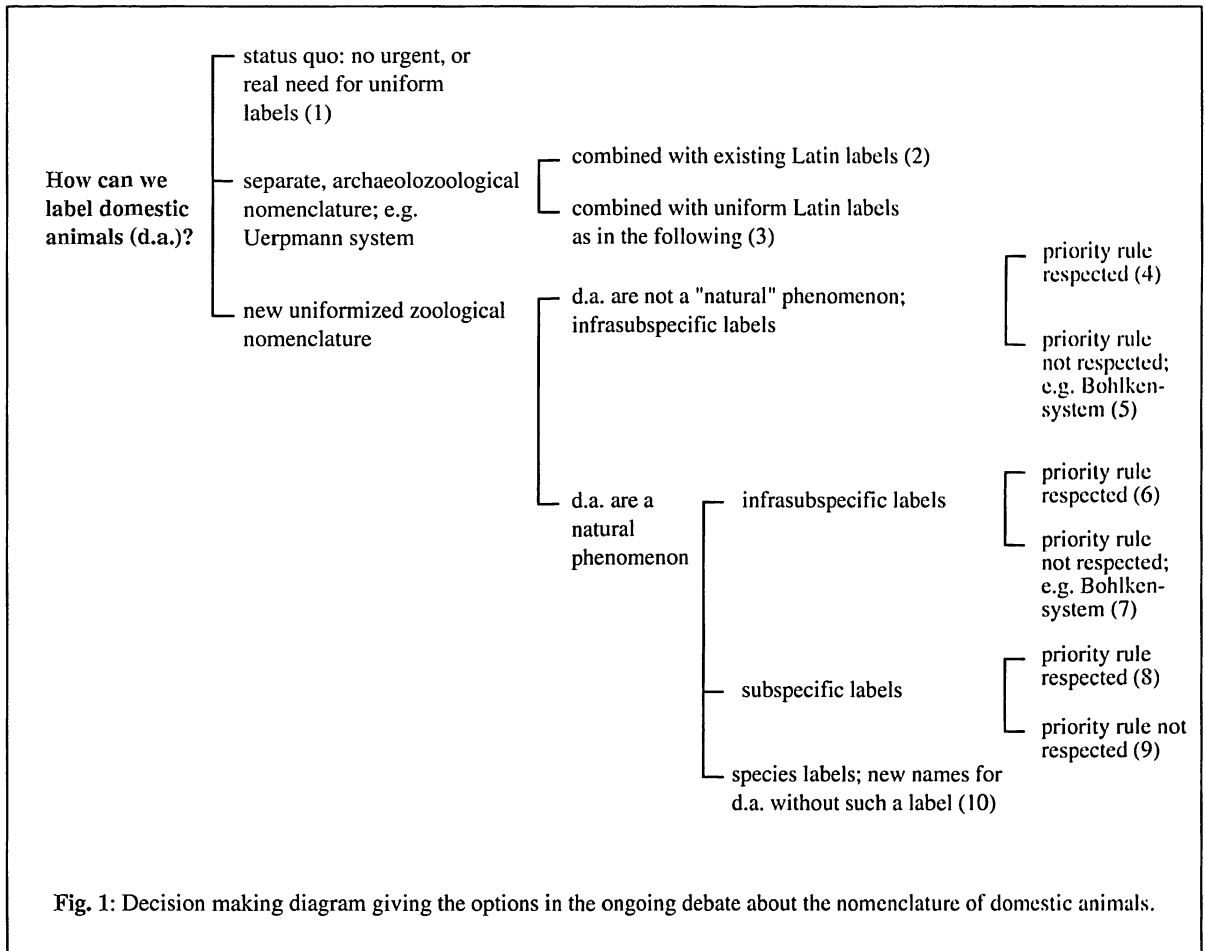 How can we
label domestic
animals (d.a.)?
status quo: no urgent, or
real need for uniform
labels (1)
separate, archaeolozoological
nomenclature; e.g.
Uerpmann system
new uniformized zoological
nomenclature
combined with existing Latin labels (2)
combined with uniform Latin labels
as in the following (3)
d.a. are not a "natural" phenomenon;
infrasubspecific labels
priority rule
respected (4)
priority rule
not respected;
e.g. Bohlken-
system (5)
d.a. are a
natural
phenomenon
infrasubspecific labels
priority rule
respected (6)
priority rule
not respected;
e.g. Bohlken-
system (7)
subspecific labels
priority rule
respected (8)
priority rule not
respected (9)
species labels; new names for
d.a. without such a label (10)
Fig. 1: Decision making diagram giving the options in the ongoing debate about the nomenclature of domestic animals.